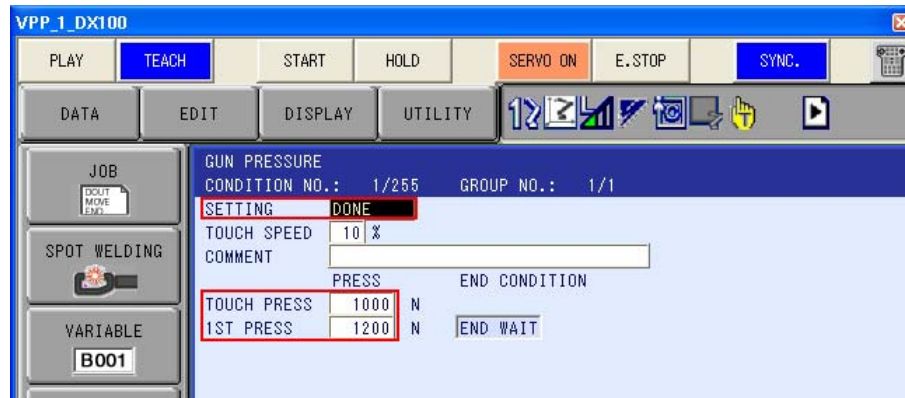 VPP_1_DX100
PLAY TEACH START HOLD SERVO ON E.STOP SYNC.
DATA EDIT DISPLAY UTILITY
JOB
DOUT
MOVE
END
SPOT WELDING
VARIABLE
B001
GUN PRESSURE
CONDITION NO.: 1/255 GROUP NO.: 1/1
SETTING DONE
TOUCH SPEED 10 %
COMMENT
PRESS END CONDITION
TOUCH PRESS 1000 N
1ST PRESS 1200 N END WAIT